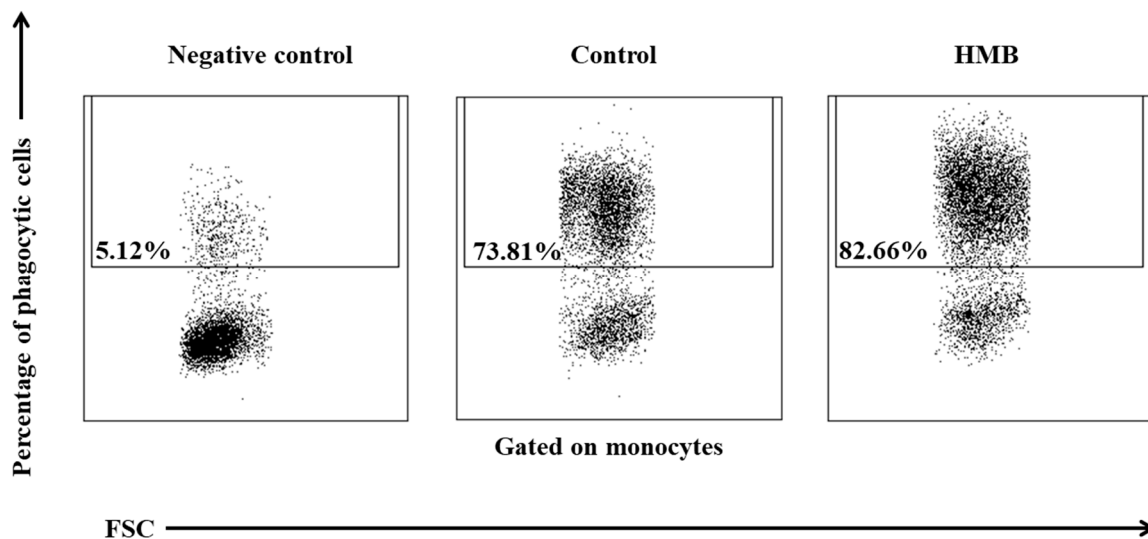 Negative control
Control
HMB
Percentage of phagocytic cells
5.12%
73.81%
82.66%
Gated on monocytes
FSC